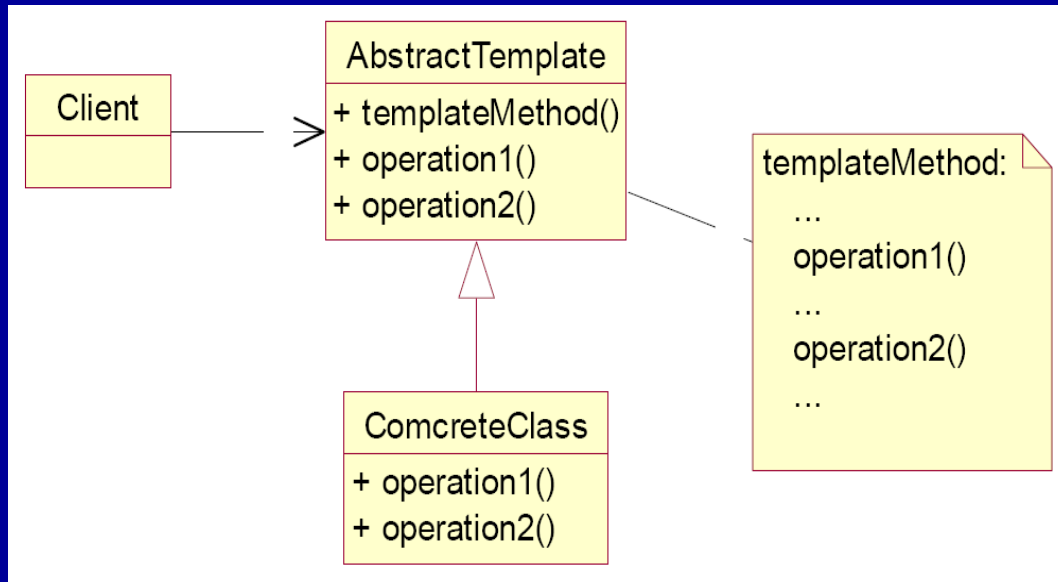 Client
AbstractTemplate
+ templateMethod()
+ operation1()
+ operation2()
templateMethod:
...
operation1()
...
operation2()
...
ComcreteClass
+ operation1()
+ operation2()